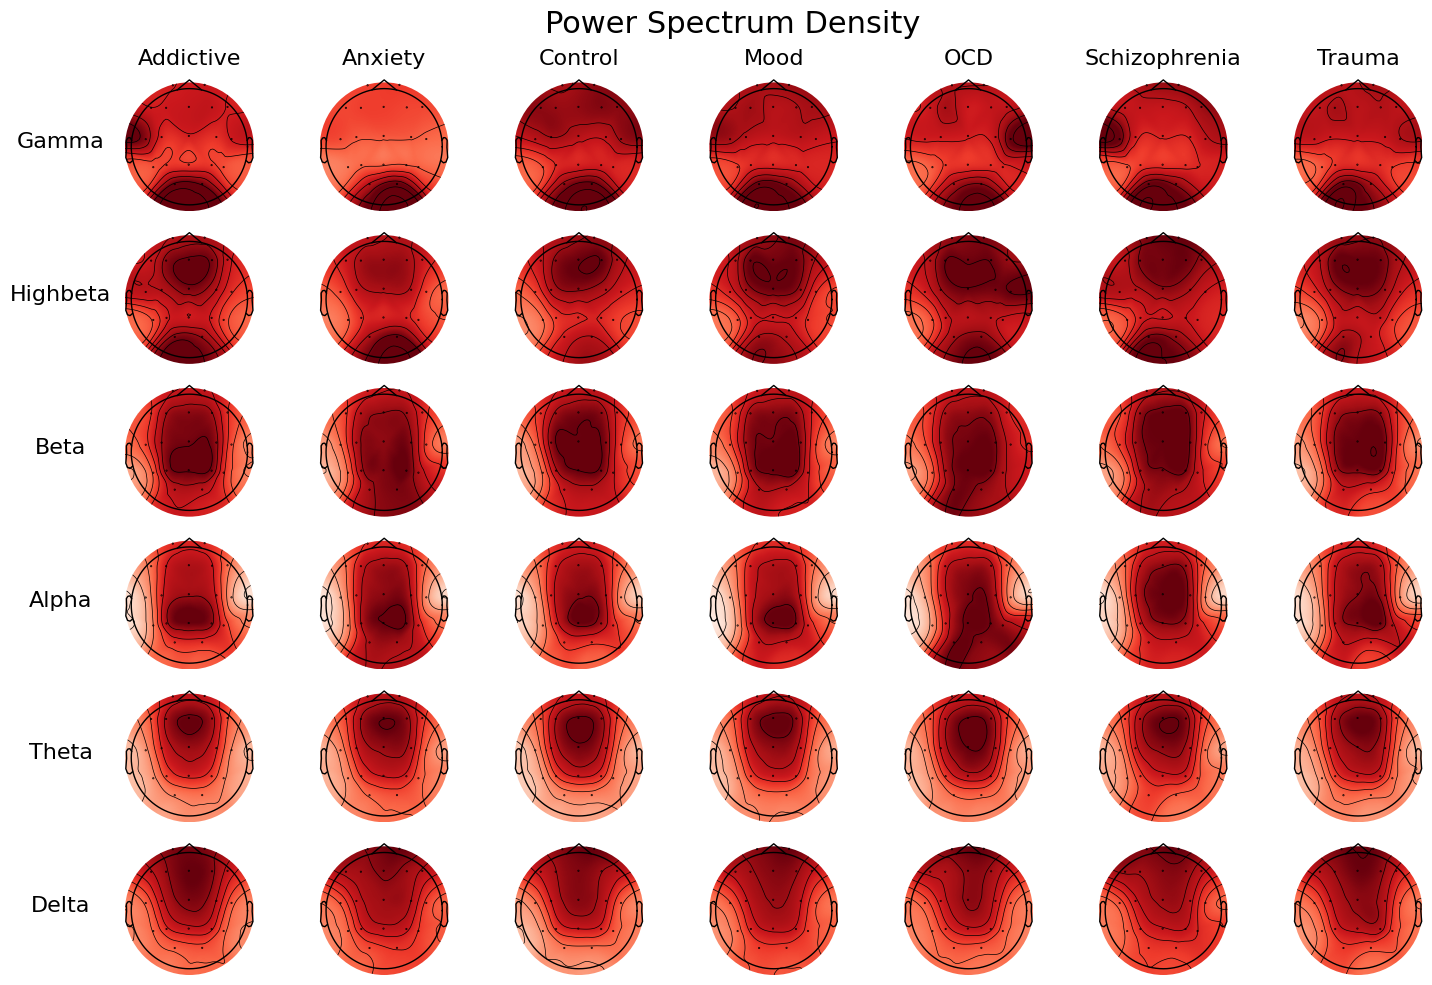 Power Spectrum Density
Addictive Anxiety Control Mood OCD Schizophrenia Trauma
Gamma
Highbeta
Beta
Alpha
Theta
Delta